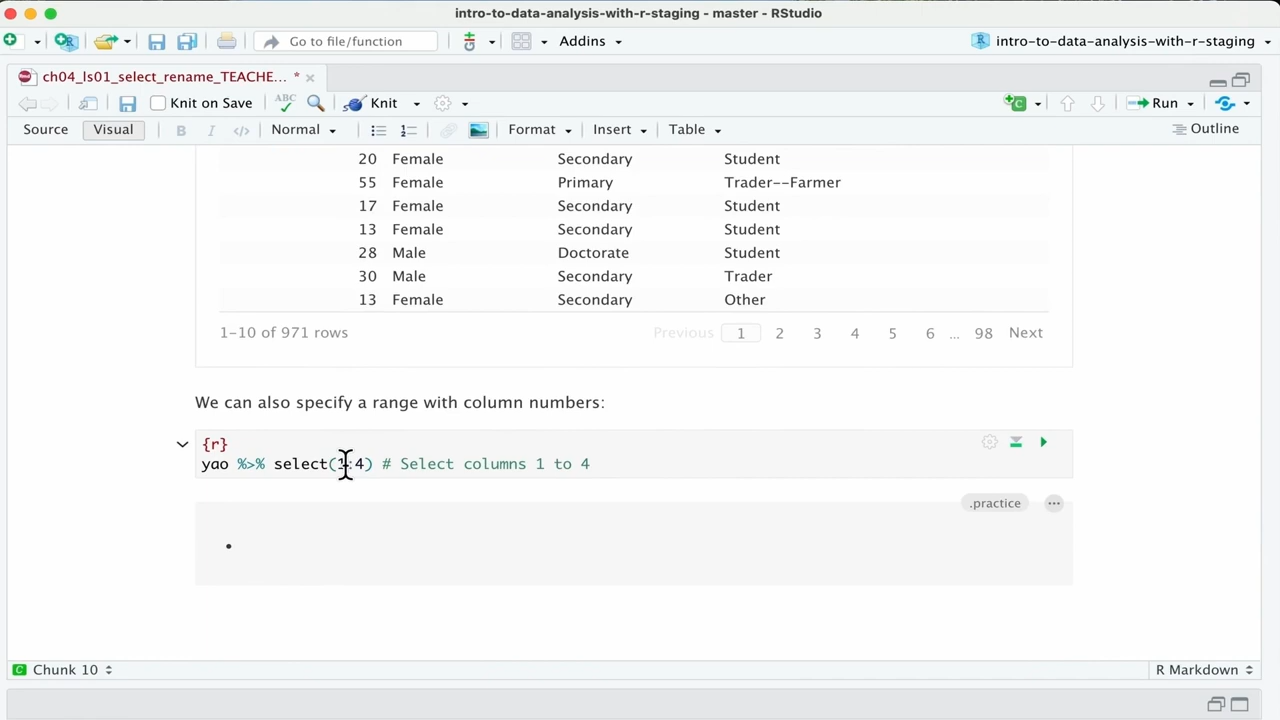 intro-to-data-analysis-with-r-staging - master - RStudio
Go to file/function
Addins
intro-to-data-analysis-with-r-staging
ch04_ls01_select_rename_TEACHE... *
Knit on Save
ABC
Knit
Run
Source
Visual
B
I
Normal
Format
Insert
Table
Outline
20 Female Secondary Student
55 Female Primary Trader--Farmer
17 Female Secondary Student
13 Female Secondary Student
28 Male Doctorate Student
30 Male Secondary Trader
13 Female Secondary Other
1-10 of 971 rows
Previous 1 2 3 4 5 6 ... 98 Next
We can also specify a range with column numbers:
{r}
yao %>% select(1:4) # Select columns 1 to 4
.practice
Chunk 10
R Markdown